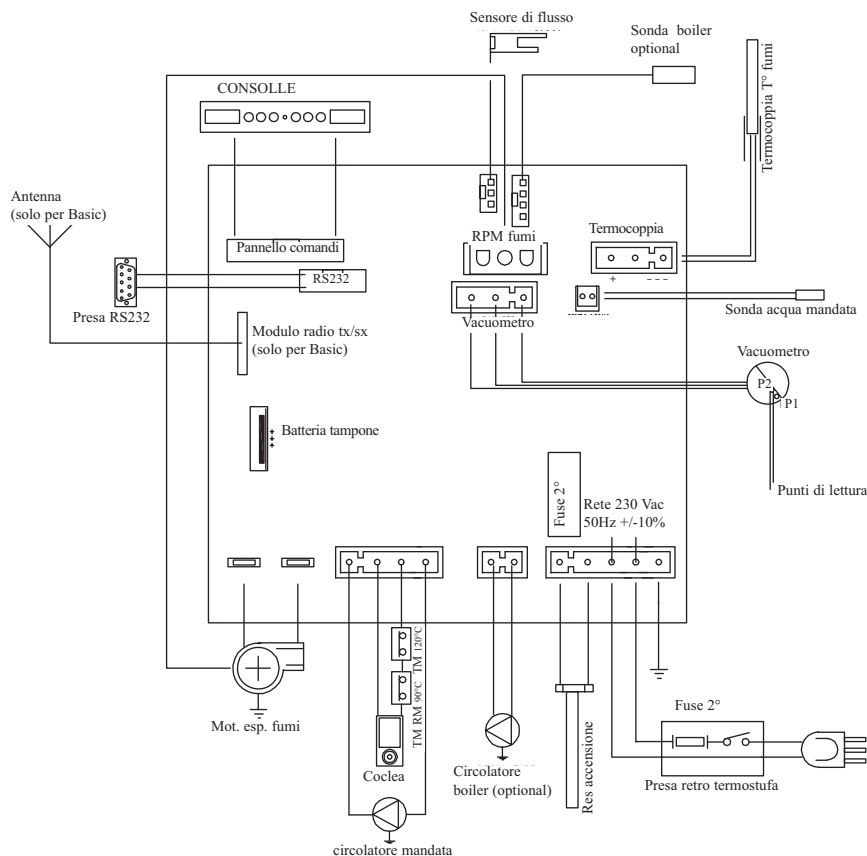 Sensore di flusso
Sonda boiler
optional
Termocoppia T° fumi
CONSOLLE
Antenna
(solo per Basic)
Pannello comandi
RPM fumi
Termocoppia
+
RS232
Presa RS232
Vacuometro
Sonda acqua mandata
Modulo radio tx/sx
(solo per Basic)
Vacuometro
P2
P1
Batteria tampone
Punti di lettura
Fuse 2°
Rete 230 Vac
50Hz +/-10%
TM 120°C
TM RM 90°C
Mot. esp. fumi
Coclea
Circolatore
boiler (optional)
Res accensione
Fuse 2°
Presa retro termostufa
circolatore mandata